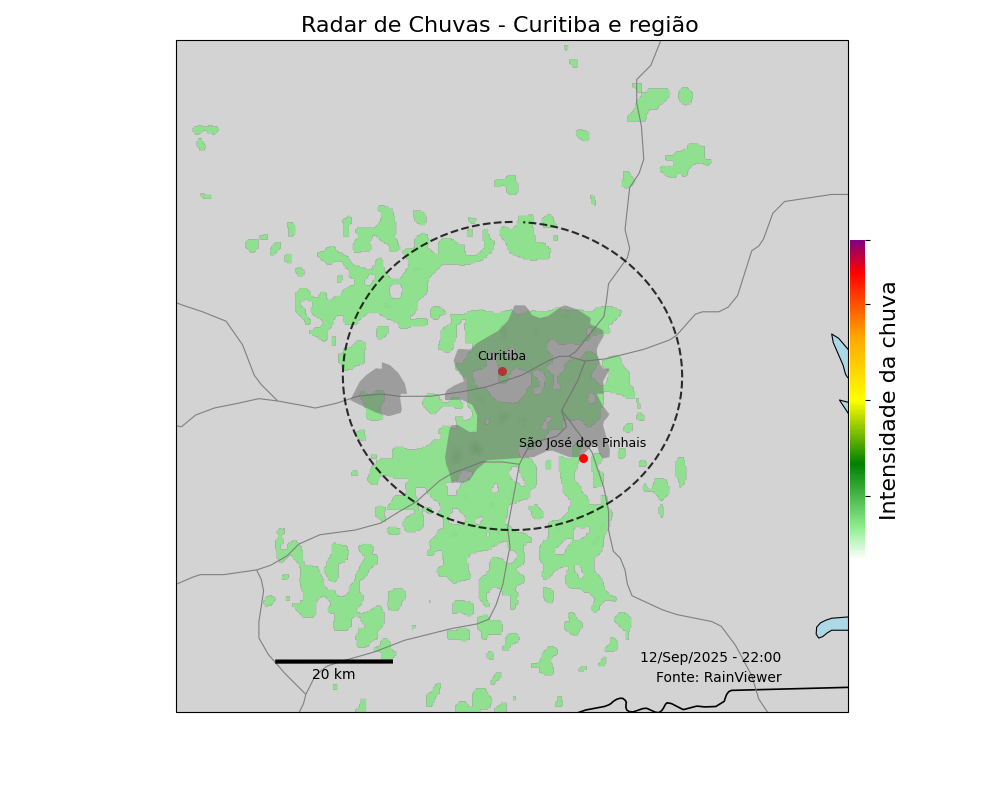 Radar de Chuvas - Curitiba e região
Curitiba
São José dos Pinhais
Intensidade da chuva
12/Sep/2025 - 22:00
20 km
Fonte: RainViewer